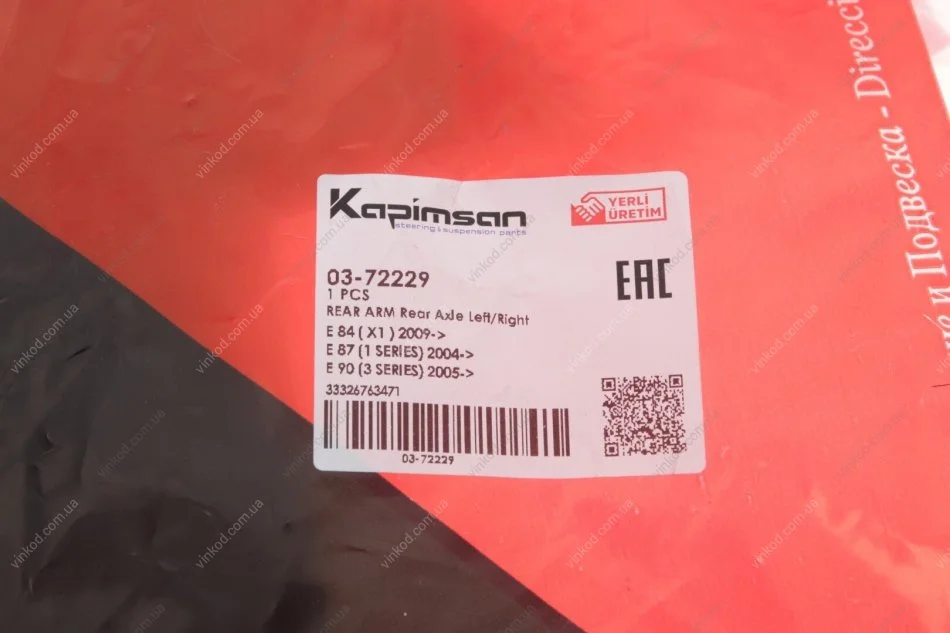 Kapimsan
steering & suspension parts
YERLİ
ÜRETİM
03-72229
1 PCS
REAR ARM Rear Axle Left/Right
E 84 ( X1 ) 2009->
E 87 (1 SERIES) 2004->
E 90 (3 SERIES) 2005->
33326763471
EAC
03-72229
и Подвеска - Direcci
vinkod.com.ua